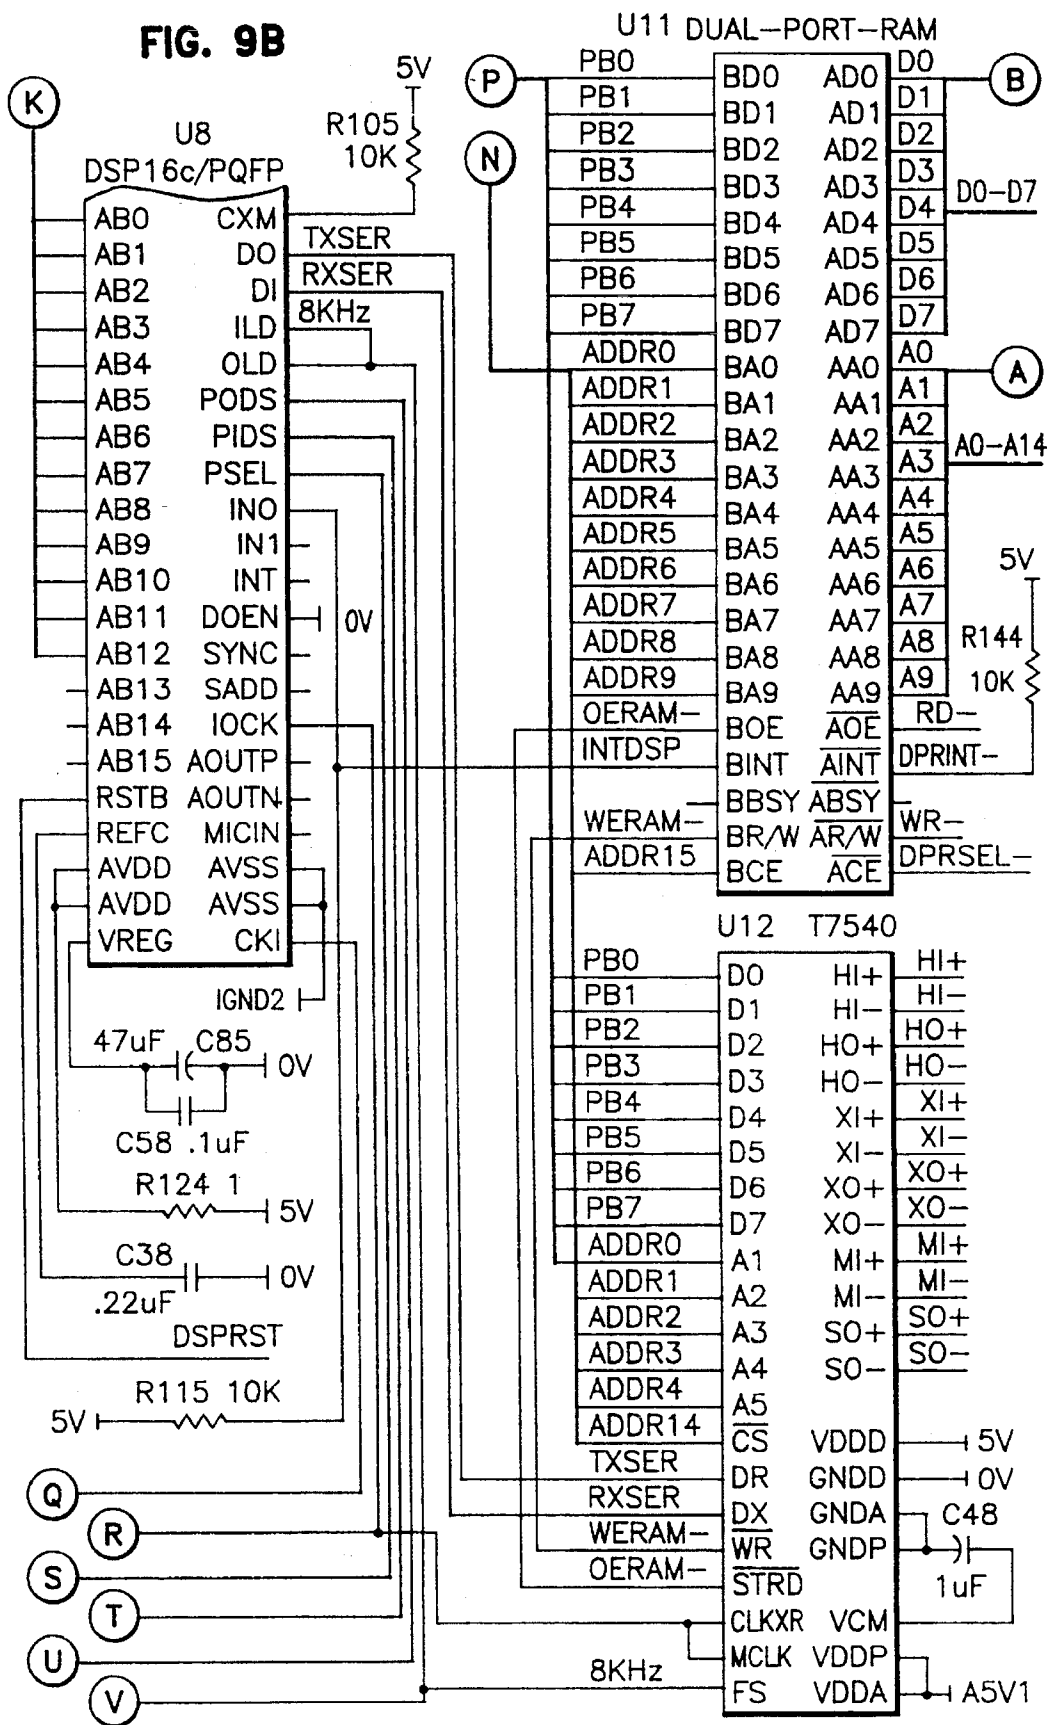 FIG. 9B
K
U8
DSP16c/PQFP
5V
R105
10K
AB0 CXM
AB1 DO
AB2 DI
AB3 ILD
AB4 OLD
AB5 PODS
AB6 PIDS
AB7 PSEL
AB8 INO
AB9 IN1
AB10 INT
AB11 DOEN
AB12 SYNC
AB13 SADD
AB14 IOCK
AB15 AOUTP
RSTB AOUTN
REFC MICIN
AVDD AVSS
AVDD AVSS
VREG CKI
TXSER
RXSER
8KHz
0V
IGND2
47uF C85 0V
C58 .1uF
R124 1
5V
C38
0V
.22uF
DSPRST
R115 10K
5V
Q
R
S
T
U
V
U11 DUAL-PORT-RAM
P
N
PB0 BD0 AD0 D0
PB1 BD1 AD1 D1
PB2 BD2 AD2 D2
PB3 BD3 AD3 D3
PB4 BD4 AD4 D4
PB5 BD5 AD5 D5
PB6 BD6 AD6 D6
PB7 BD7 AD7 D7
ADDR0 BA0 AA0 A0
ADDR1 BA1 AA1 A1
ADDR2 BA2 AA2 A2
ADDR3 BA3 AA3 A3
ADDR4 BA4 AA4 A4
ADDR5 BA5 AA5 A5
ADDR6 BA6 AA6 A6
ADDR7 BA7 AA7 A7
ADDR8 BA8 AA8 A8
ADDR9 BA9 AA9 A9
OERAM- BOE AOE RD-
INTDSP BINT AINT DPRINT-
BBSY ABSY
WERAM- BR/W AR/W WR-
ADDR15 BCE ACE DPRSEL-
B
D0-D7
A
A0-A14
5V
R144
10K
U12 T7540
PB0 D0 HI+ HI+
PB1 D1 HI- HI-
PB2 D2 HO+ HO+
PB3 D3 HO- HO-
PB4 D4 XI+ XI+
PB5 D5 XI- XI-
PB6 D6 XO+ XO+
PB7 D7 XO- XO-
ADDR0 A1 MI+ MI+
ADDR1 A2 MI- MI-
ADDR2 A3 SO+ SO+
ADDR3 A4 SO- SO-
ADDR4 A5
ADDR14 CS VDDD 5V
TXSER DR GNDD 0V
RXSER DX GNDA C48
WERAM- WR GNDP
OERAM- STRD 1uF
CLKXR VCM
MCLK VDDP
8KHz FS VDDA A5V1